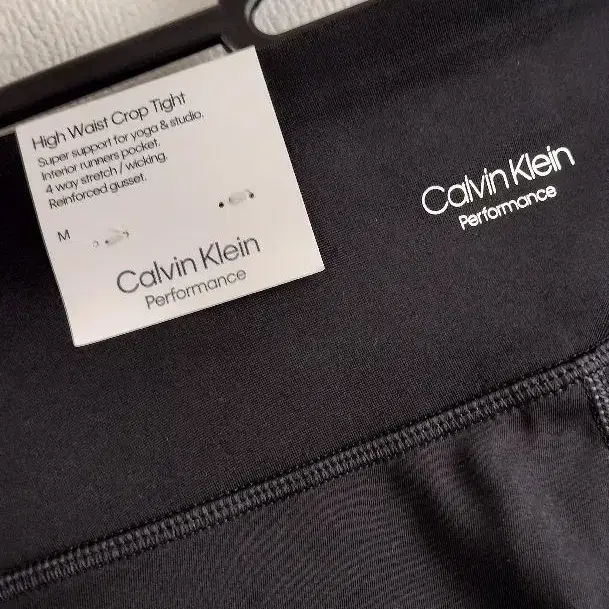 High Waist Crop Tight
Super support for yoga & studio.
Interior runners pocket.
4 way stretch / wicking.
Reinforced gusset.
M
Calvin Klein
Performance
Calvin Klein
Performance